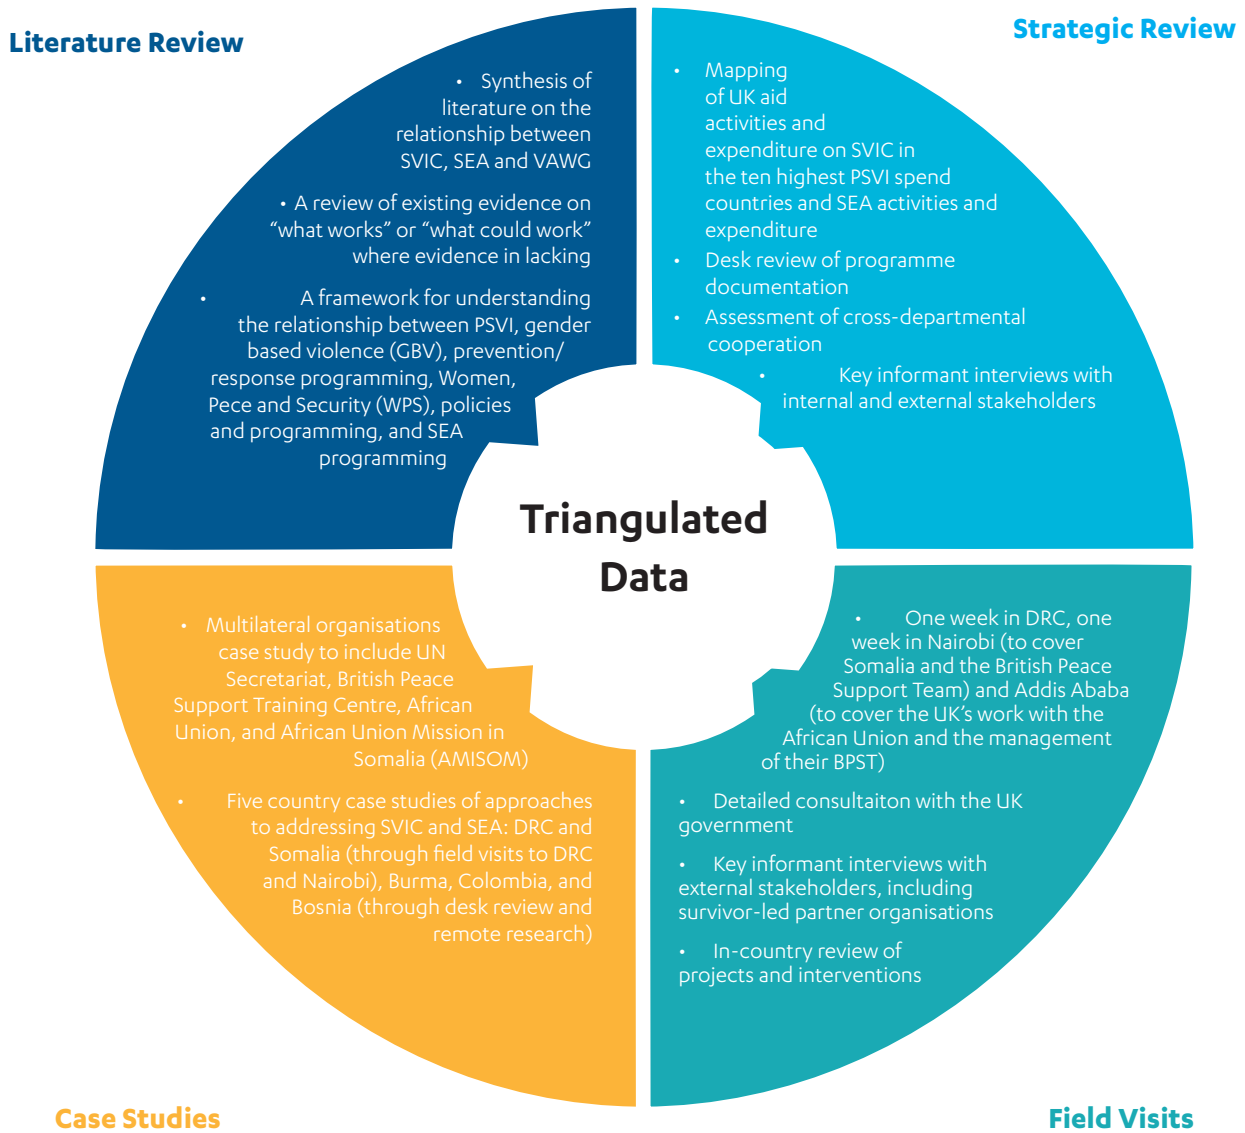 Literature Review
• Synthesis of
literature on the
relationship between
SVIC, SEA and VAWG
• A review of existing evidence on
“what works” or “what could work”
where evidence in lacking
• A framework for understanding
the relationship between PSVI, gender
based violence (GBV), prevention/
response programming, Women,
Pece and Security (WPS), policies
and programming, and SEA
programming
Strategic Review
• Mapping
of UK aid
activities and
expenditure on SVIC in
the ten highest PSVI spend
countries and SEA activities and
expenditure
• Desk review of programme
documentation
• Assessment of cross-departmental
cooperation
• Key informant interviews with
internal and external stakeholders
Triangulated
Data
• Multilateral organisations
case study to include UN
Secretariat, British Peace
Support Training Centre, African
Union, and African Union Mission in
Somalia (AMISOM)
• Five country case studies of approaches
to addressing SVIC and SEA: DRC and
Somalia (through field visits to DRC
and Nairobi), Burma, Colombia, and
Bosnia (through desk review and
remote research)
Case Studies
• One week in DRC, one
week in Nairobi (to cover
Somalia and the British Peace
Support Team) and Addis Ababa
(to cover the UK’s work with the
African Union and the management
of their BPST)
• Detailed consultaiton with the UK
government
• Key informant interviews with
external stakeholders, including
survivor-led partner organisations
• In-country review of
projects and interventions
Field Visits